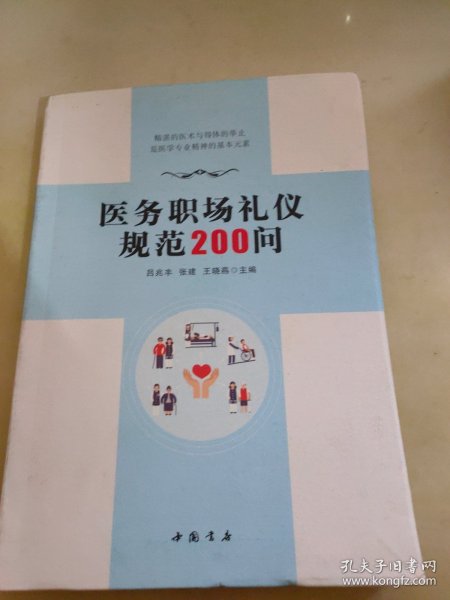 精湛的医术与得体的举止
是医学专业精神的基本元素
医务职场礼仪
规范200问
吕兆丰 张建 王晓燕◎主编
中国书店
孔夫子旧书网
www.kongfz.com